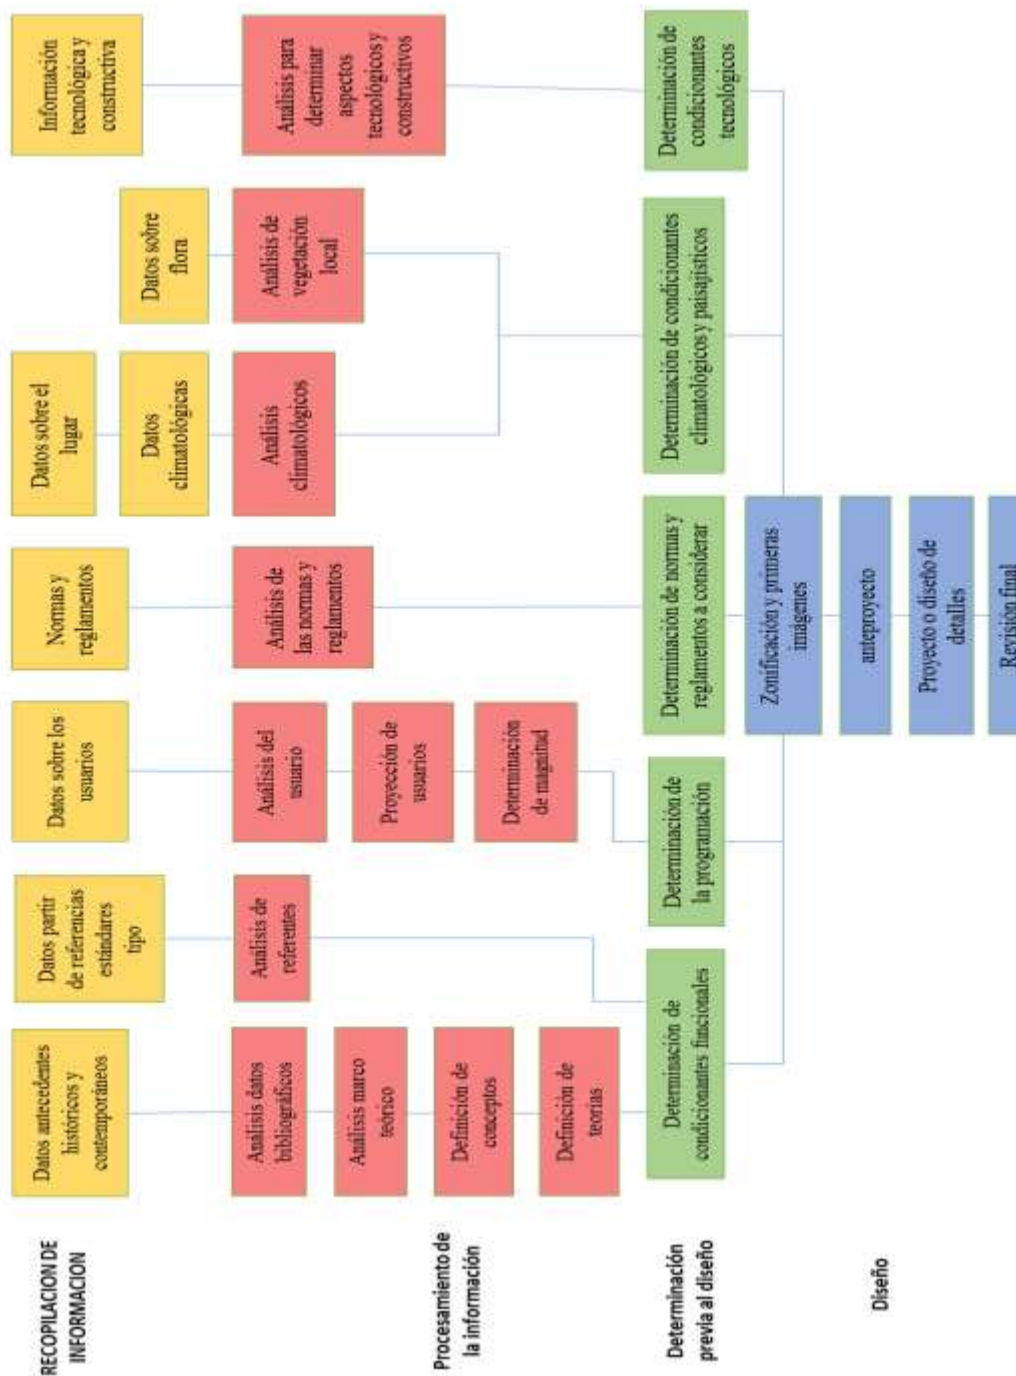 RECOPILACION DE
INFORMACION
Datos antecedentes
históricos y
contemporáneos
Datos partir
de referencias
estándares
tipo
Datos sobre los
usuarios
Normas y
reglamentos
Datos sobre el
lugar
Datos
climatológicas
Datos sobre
flora
Información
tecnológica y
constructiva
Procesamiento de
la información
Análisis datos
bibliográficos
Análisis marco
teórico
Definición de
conceptos
Definición de
teorías
Análisis de
referentes
Análisis del
usuario
Proyección de
usuarios
Determinación
de magnitud
Análisis de
las normas y
reglamentos
Análisis
climatológicos
Análisis de
vegetación
local
Análisis para
determinar
aspectos
tecnológicos y
constructivos
Determinación
previa al diseño
Determinación de
condicionantes funcionales
Determinación de
la programación
Determinación de normas y
reglamentos a considerar
Determinación de condicionantes
climatológicos y paisajísticos
Determinación de
condicionantes
tecnológicos
Diseño
Zonificación y primeras
imágenes
anteproyecto
Proyecto o diseño de
detalles
Revisión final